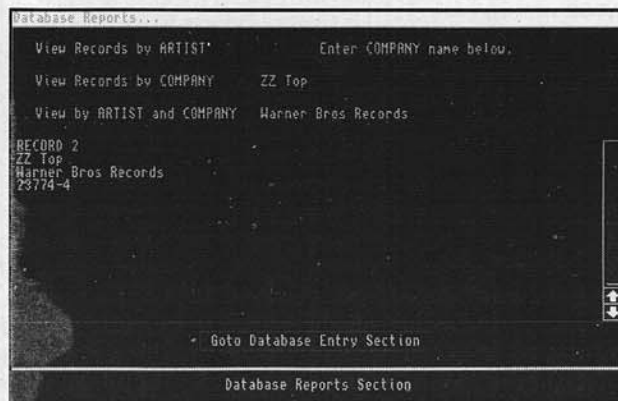 Database Reports...
View Records by ARTIST
Enter COMPANY name below.
View Records by COMPANY ZZ Top
View by ARTIST and COMPANY Warner Bros Records
RECORD 2
ZZ Top
Warner Bros Records
23774-4
Goto Database Entry Section
Database Reports Section